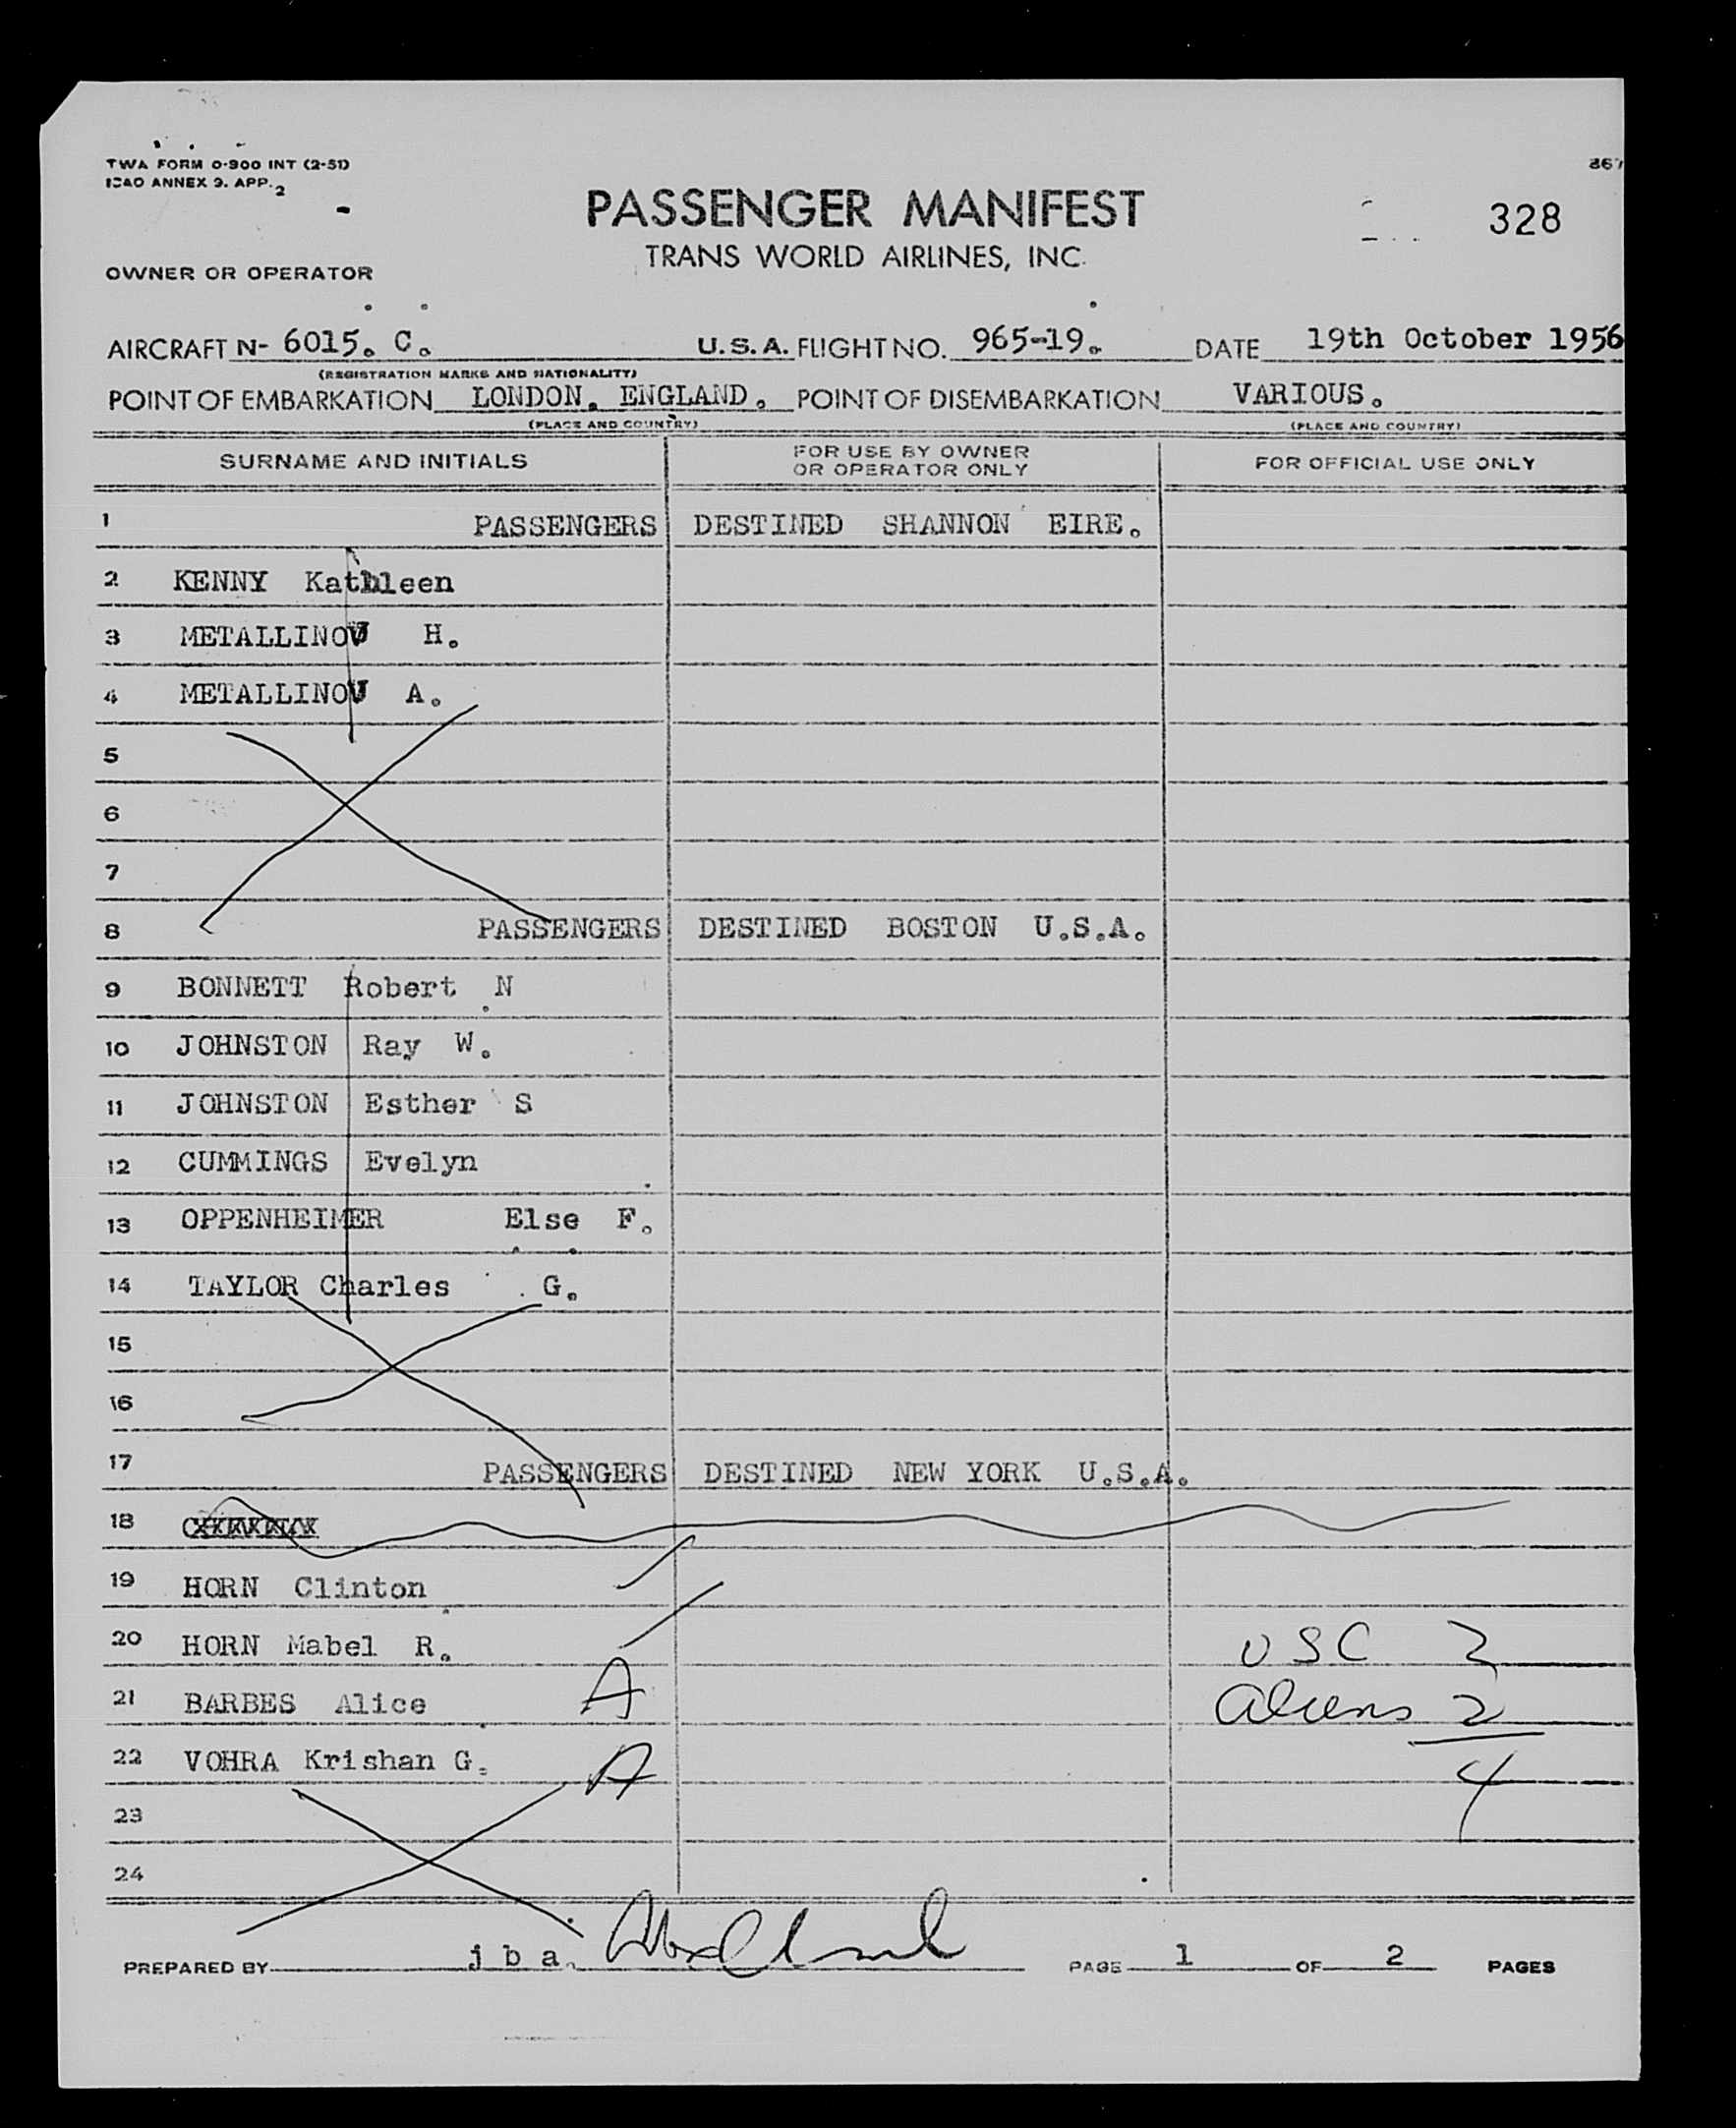 TWA FORM O-900 INT (2-51)
ICAO ANNEX 9. APP. 2
867
PASSENGER MANIFEST
328
TRANS WORLD AIRLINES, INC.
OWNER OR OPERATOR
AIRCRAFT N- 6015. C. U.S.A. FLIGHT NO. 965-19. DATE 19th October 1956
(REGISTRATION MARKS AND NATIONALITY)
POINT OF EMBARKATION LONDON. ENGLAND. POINT OF DISEMBARKATION VARIOUS.
(PLACE AND COUNTRY) (PLACE AND COUNTRY)
SURNAME AND INITIALS FOR USE BY OWNER OR OPERATOR ONLY FOR OFFICIAL USE ONLY
1 PASSENGERS DESTINED SHANNON EIRE.
2 KENNY Kathleen
3 METALLINOU H.
4 METALLINOU A.
5
6
7
8 PASSENGERS DESTINED BOSTON U.S.A.
9 BONNETT Robert N.
10 JOHNSTON Ray W.
11 JOHNSTON Esther S
12 CUMMINGS Evelyn
13 OPPENHEIMER Else F.
14 TAYLOR Charles G.
15
16
17 PASSENGERS DESTINED NEW YORK U.S.A.
18
19 HORN Clinton
20 HORN Mabel R. USC 2
21 BARBES Alice A Aliens 2
22 VOHRA Krishan G. A 4
23
24
PREPARED BY j b a. PAGE 1 OF 2 PAGES